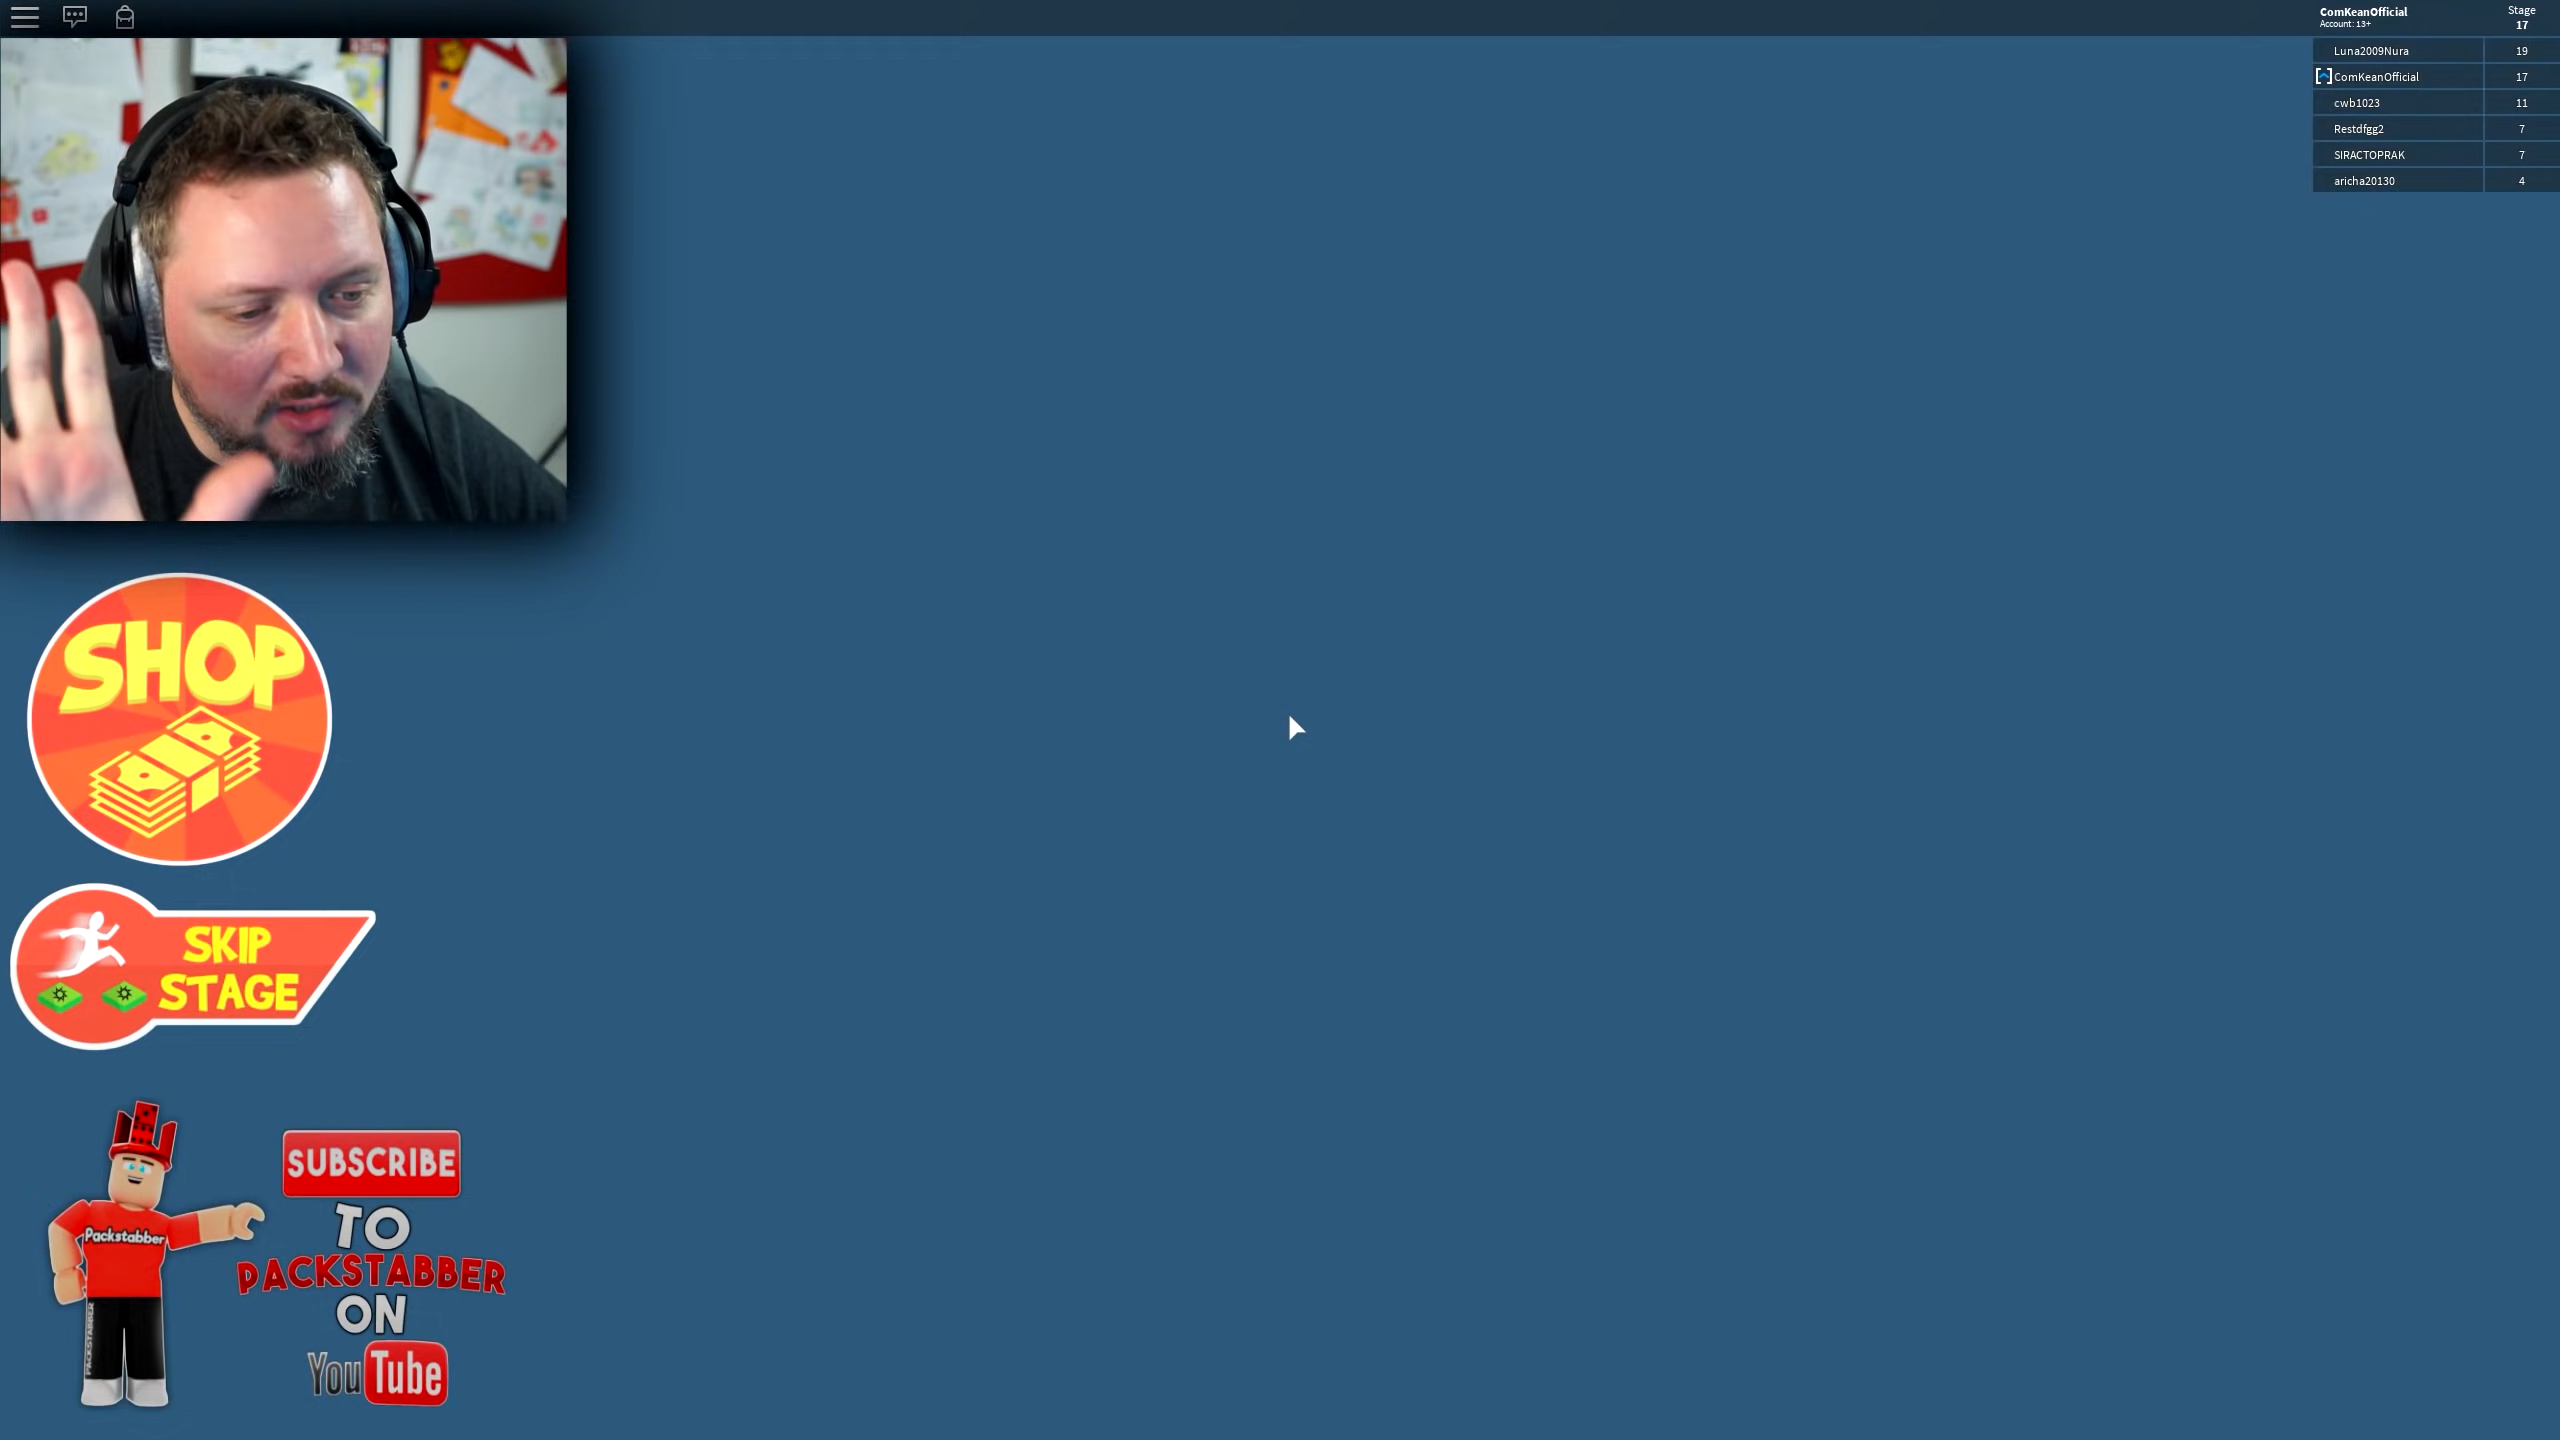 ComKeanOfficial
Account: 13+
Stage
17
Luna2009Nura 19
ComKeanOfficial 17
cwb1023 11
Restdfgg2 7
SIRACTOPRAK 7
aricha20130 4
SHOP
SKIP
STAGE
Packstabber
PACKSTABBER
SUBSCRIBE
TO
PACKSTABBER
ON
YouTube